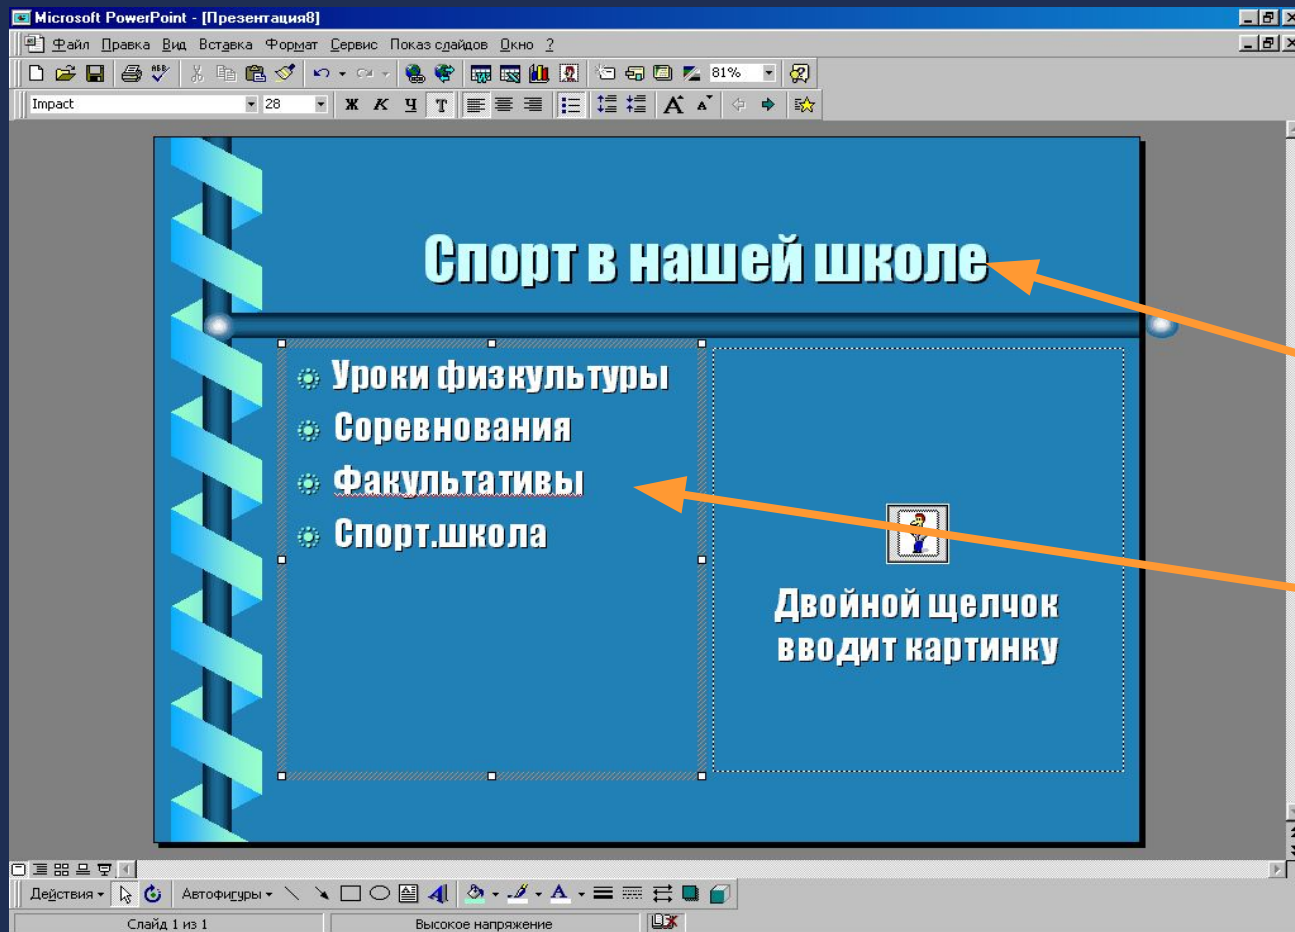 Microsoft PowerPoint - [Презентация8]
Файл Правка Вид Вставка Формат Сервис Показ слайдов Окно ?
81%
Impact 28 Ж К Ч Т
Спорт в нашей школе
Уроки физкультуры
Соревнования
Факультативы
Спорт.школа
Двойной щелчок
вводит картинку
Действия Автофигуры
Слайд 1 из 1 Высокое напряжение